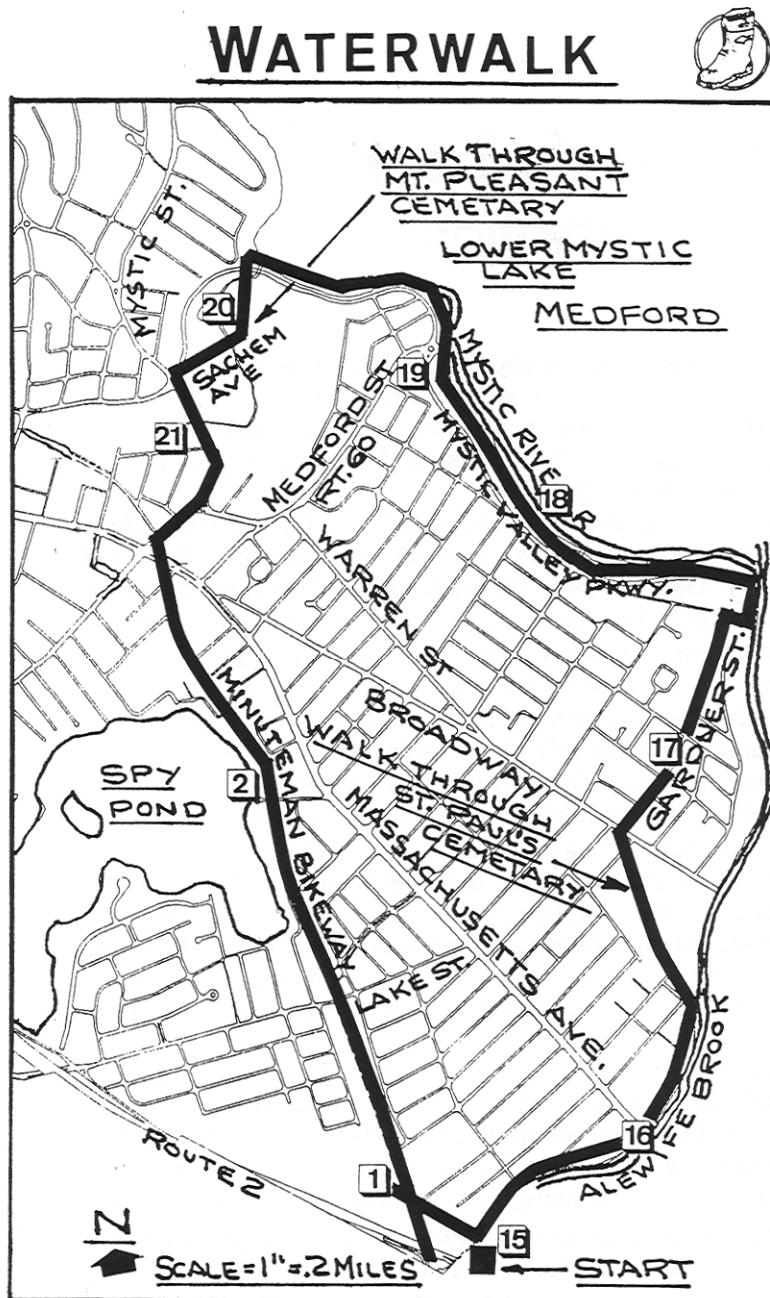 WATERWALK
WALK THROUGH
MT. PLEASANT
CEMETARY
LOWER MYSTIC
LAKE
MEDFORD
MYSTIC ST.
20
SACHEM
AVE
19
MEDFORD ST
RT. 60
21
MYSTIC RIVER
18
MYSTIC VALLEY PKWY.
WARREN ST
GARDNER ST.
17
BROADWAY
WALK THROUGH
ST. PAUL'S
CEMETARY
MINUTEMAN BIKEWAY
2
SPY
POND
MASSACHUSETTS AVE.
LAKE ST.
16
ALEWIFE BROOK
ROUTE 2
1
15
N
SCALE=1"=.2 MILES
START